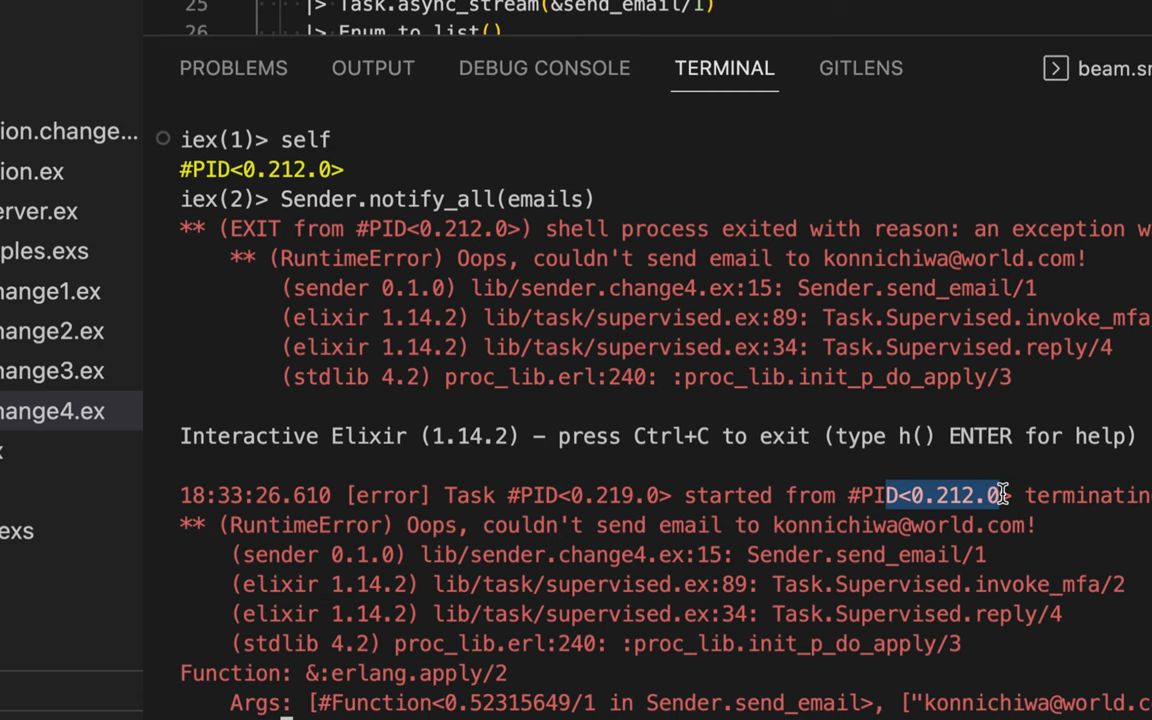 25 |> Task.async_stream(&send_email/1)
26 |> Enum.to_list()
PROBLEMS OUTPUT DEBUG CONSOLE TERMINAL GITLENS beam.sm
ion.change...
ion.ex
erver.ex
ples.exs
hange1.ex
hange2.ex
hange3.ex
hange4.ex
x
exs
iex(1)> self
#PID<0.212.0>
iex(2)> Sender.notify_all(emails)
** (EXIT from #PID<0.212.0>) shell process exited with reason: an exception w
** (RuntimeError) Oops, couldn't send email to konnichiwa@world.com!
(sender 0.1.0) lib/sender.change4.ex:15: Sender.send_email/1
(elixir 1.14.2) lib/task/supervised.ex:89: Task.Supervised.invoke_mfa
(elixir 1.14.2) lib/task/supervised.ex:34: Task.Supervised.reply/4
(stdlib 4.2) proc_lib.erl:240: :proc_lib.init_p_do_apply/3
Interactive Elixir (1.14.2) – press Ctrl+C to exit (type h() ENTER for help)
18:33:26.610 [error] Task #PID<0.219.0> started from #PID<0.212.0> terminatin
** (RuntimeError) Oops, couldn't send email to konnichiwa@world.com!
(sender 0.1.0) lib/sender.change4.ex:15: Sender.send_email/1
(elixir 1.14.2) lib/task/supervised.ex:89: Task.Supervised.invoke_mfa/2
(elixir 1.14.2) lib/task/supervised.ex:34: Task.Supervised.reply/4
(stdlib 4.2) proc_lib.erl:240: :proc_lib.init_p_do_apply/3
Function: &:erlang.apply/2
Args: [#Function<0.52315649/1 in Sender.send_email>, ["konnichiwa@world.c